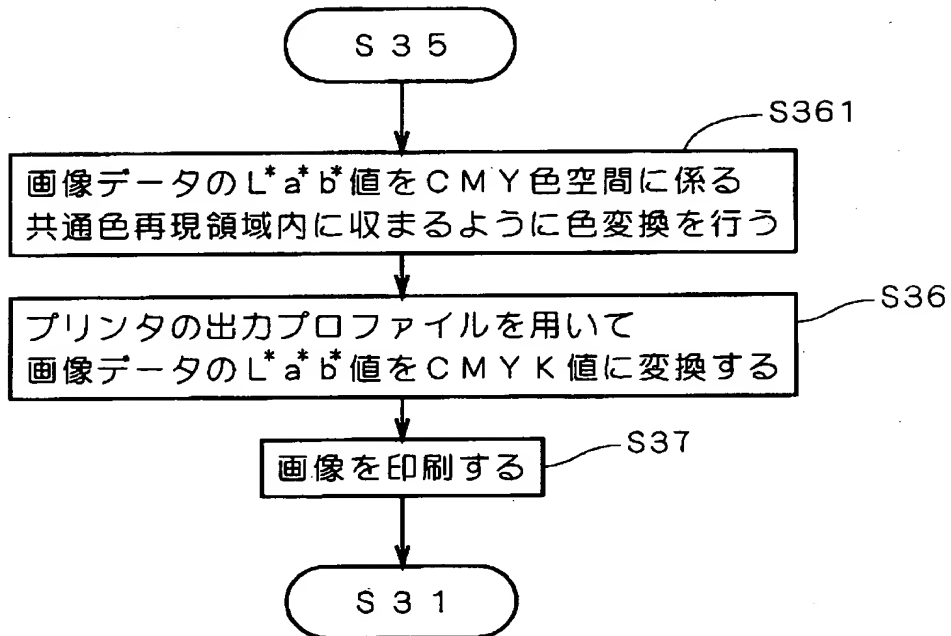 S35
S361
画像データのL*a*b*値をCMY色空間に係る
共通色再現領域内に収まるように色変換を行う
S36
プリンタの出力プロファイルを用いて
画像データのL*a*b*値をCMYK値に変換する
S37
画像を印刷する
S31